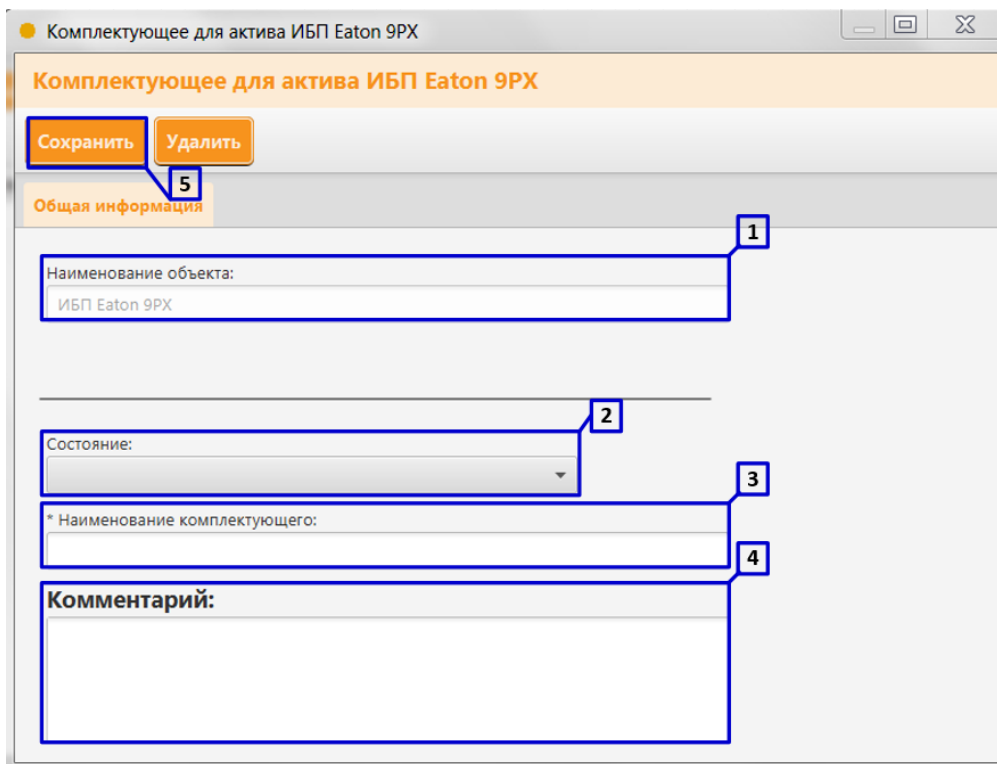 Комплектующее для актива ИБП Eaton 9PX
Комплектующее для актива ИБП Eaton 9PX
Сохранить Удалить
5
Общая информация
1
Наименование объекта:
ИБП Eaton 9PX
2
Состояние:
3
* Наименование комплектующего:
4
Комментарий: